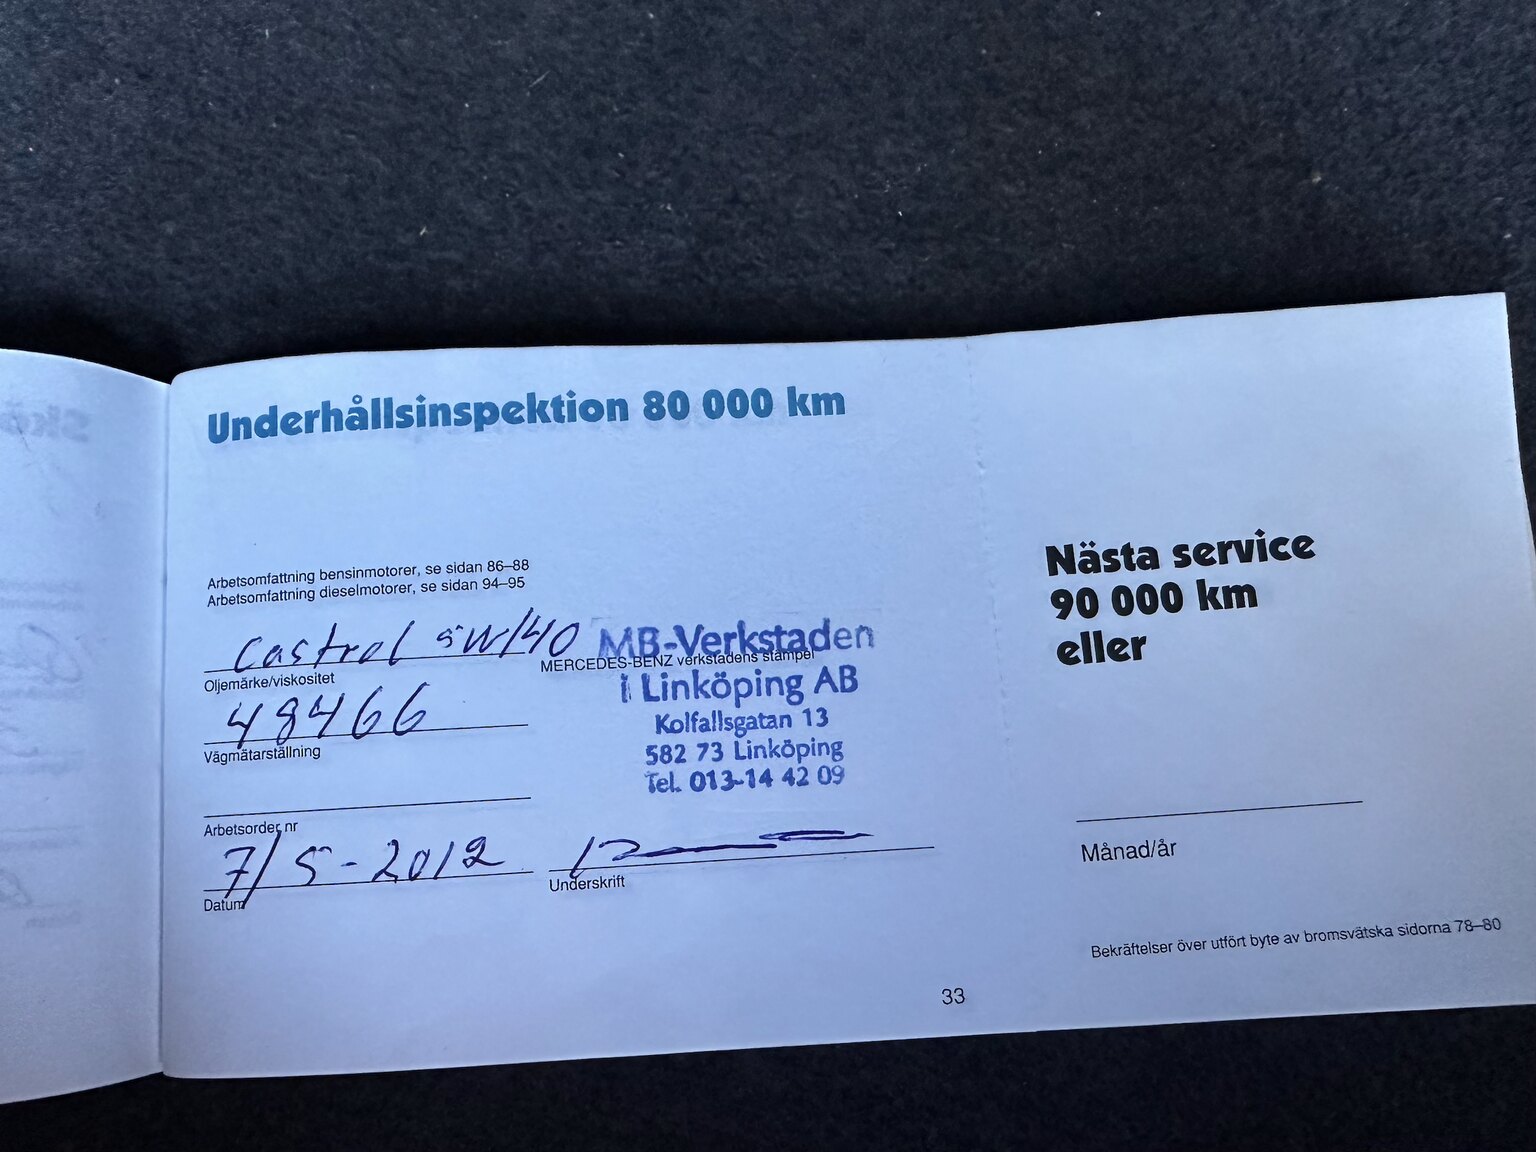 Underhållsinspektion 80 000 km
Arbetsomfattning bensinmotorer, se sidan 86–88
Arbetsomfattning dieselmotorer, se sidan 94–95
Castrol 5W/40
Oljemärke/viskositet
48466
Vägmätarställning
Arbetsorder nr
7/5-2012
Datum
MB-Verkstaden
MERCEDES-BENZ verkstadens stämpel
i Linköping AB
Kolfallsgatan 13
582 73 Linköping
Tel. 013-14 42 09
Underskrift
33
Nästa service
90 000 km
eller
Månad/år
Bekräftelser över utfört byte av bromsvätska sidorna 78–80